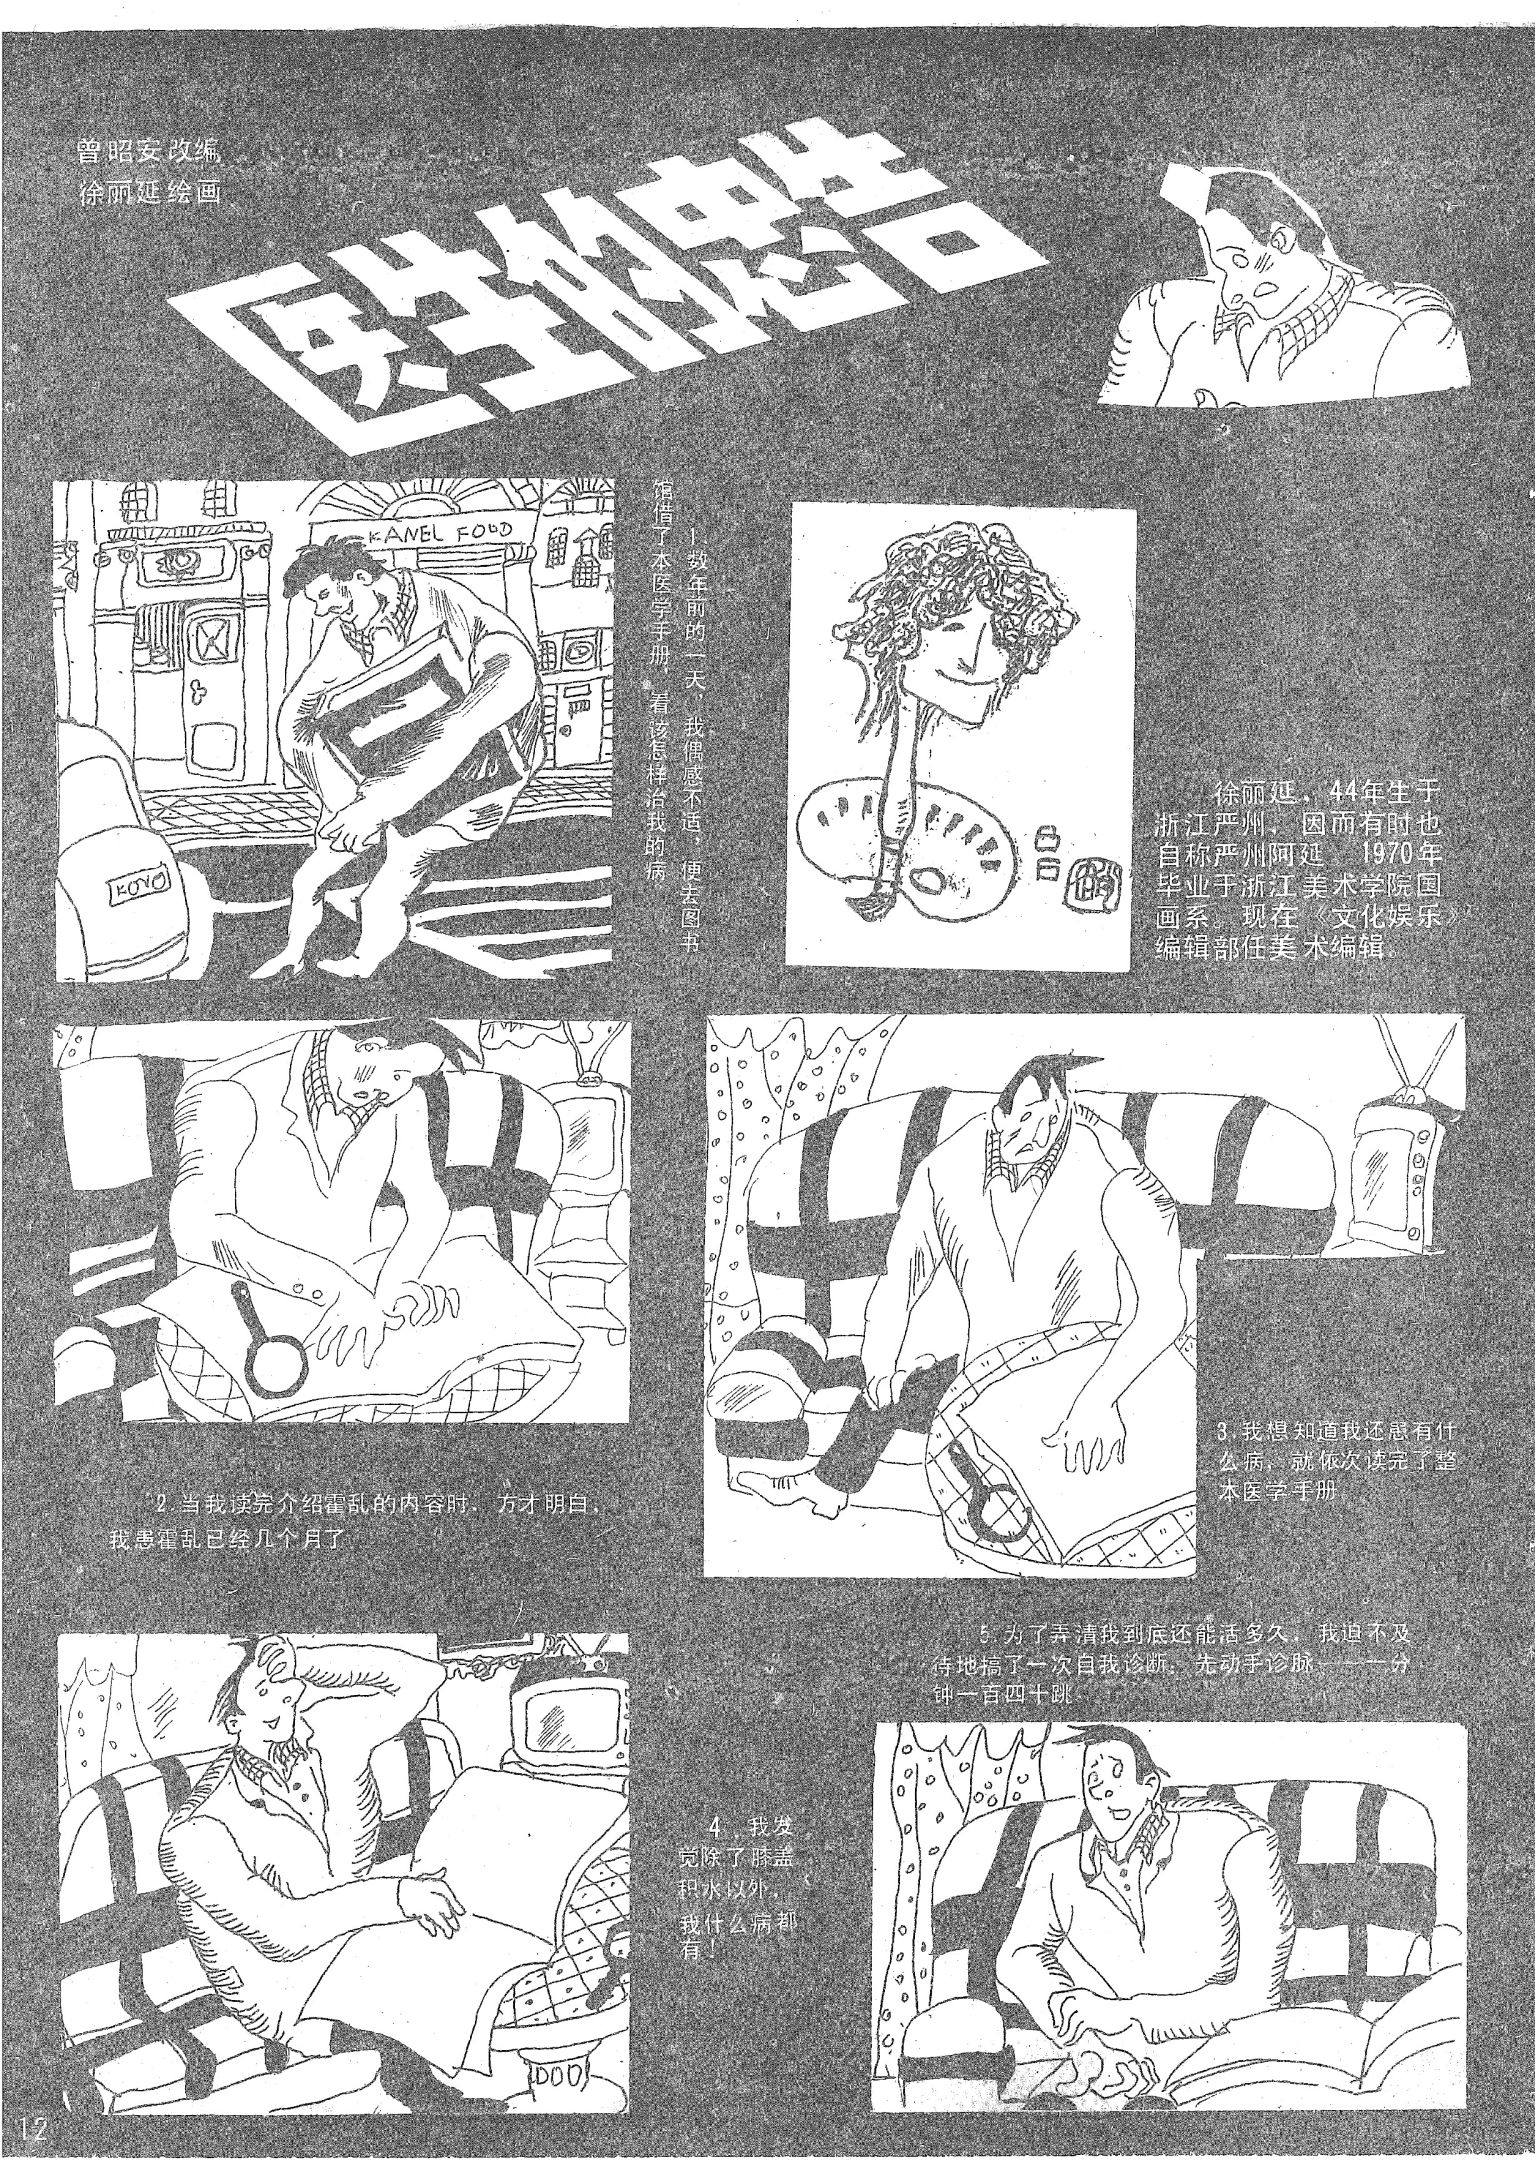 曾昭安改编
徐丽延绘画
医生的忠告
KANEL FOOD
KOVO
1.数年前的一天，我偶感不适，便去图书
馆借了本医学手册，看该怎样治我的病
徐丽延，44年生于
浙江严州，因而有时也
自称严州阿延 1970年
毕业于浙江美术学院国
画系。现在《文化娱乐》
编辑部任美术编辑。
2.当我读完介绍霍乱的内容时，方才明白，
我患霍乱已经几个月了
3.我想知道我还患有什
么病，就依次读完了整
本医学手册
4.我发
觉除了膝盖
积水以外，
我什么病都
有！
5.为了弄清我到底还能活多久，我迫不及
待地搞了一次自我诊断：先动手诊脉——一分
钟一百四十跳
DOO
12